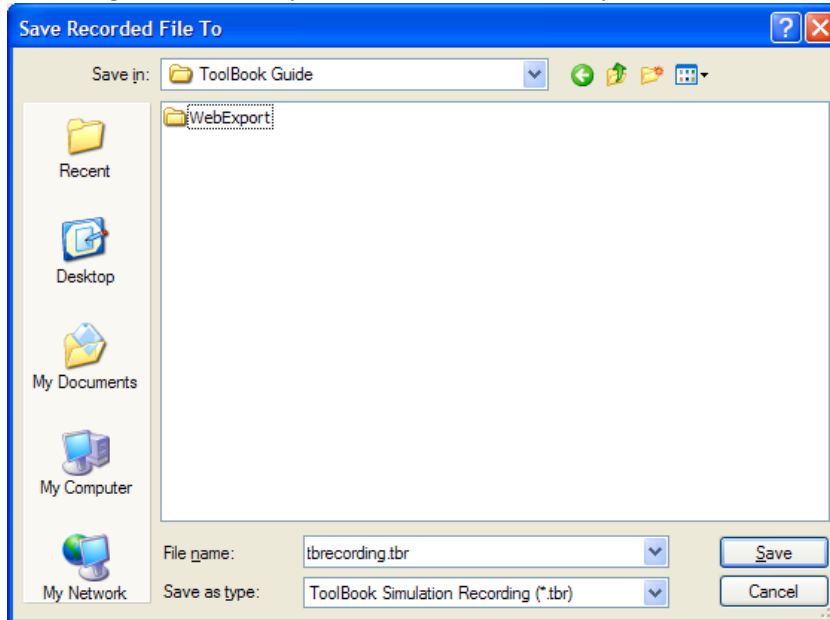 Save Recorded File To
Save in: ToolBook Guide
WebExport
Recent
Desktop
My Documents
My Computer
My Network
File name: tbrecording.tbr Save
Save as type: ToolBook Simulation Recording (*.tbr) Cancel